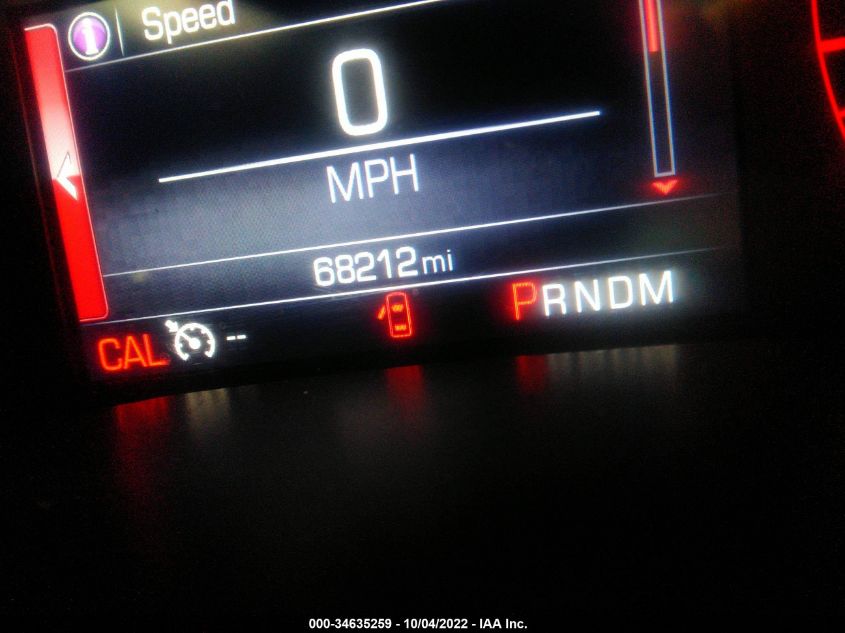 i Speed
0
MPH
68212 mi
CAL -- PRNDM
000-34635259 - 10/04/2022 - IAA Inc.